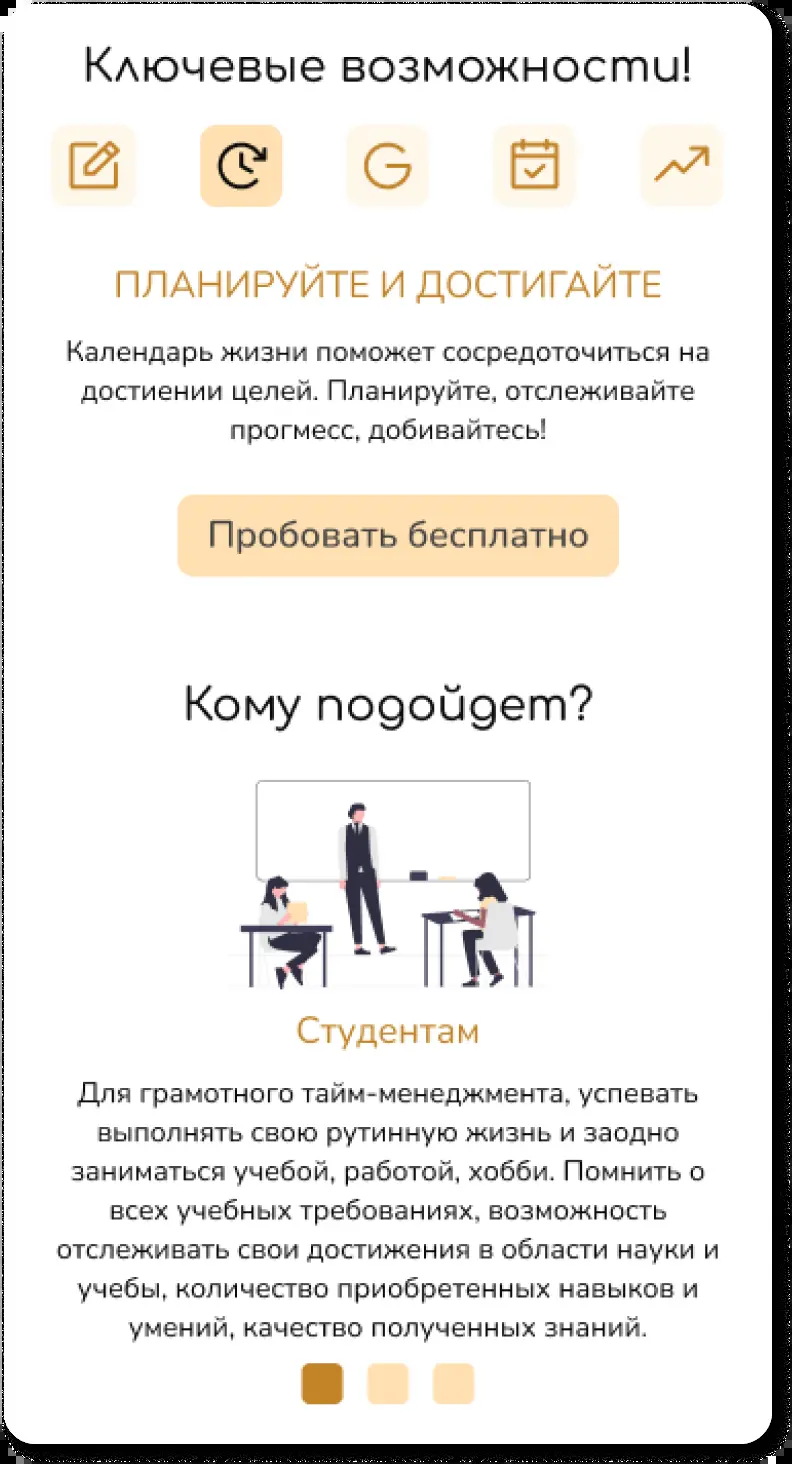 Ключевые возможности!
ПЛАНИРУЙТЕ И ДОСТИГАЙТЕ
Календарь жизни поможет сосредоточиться на
достиении целей. Планируйте, отслеживайте
прогмесс, добивайтесь!
Пробовать бесплатно
Кому подойдет?
Студентам
Для грамотного тайм-менеджмента, успевать
выполнять свою рутинную жизнь и заодно
заниматься учебой, работой, хобби. Помнить о
всех учебных требованиях, возможность
отслеживать свои достижения в области науки и
учебы, количество приобретенных навыков и
умений, качество полученных знаний.